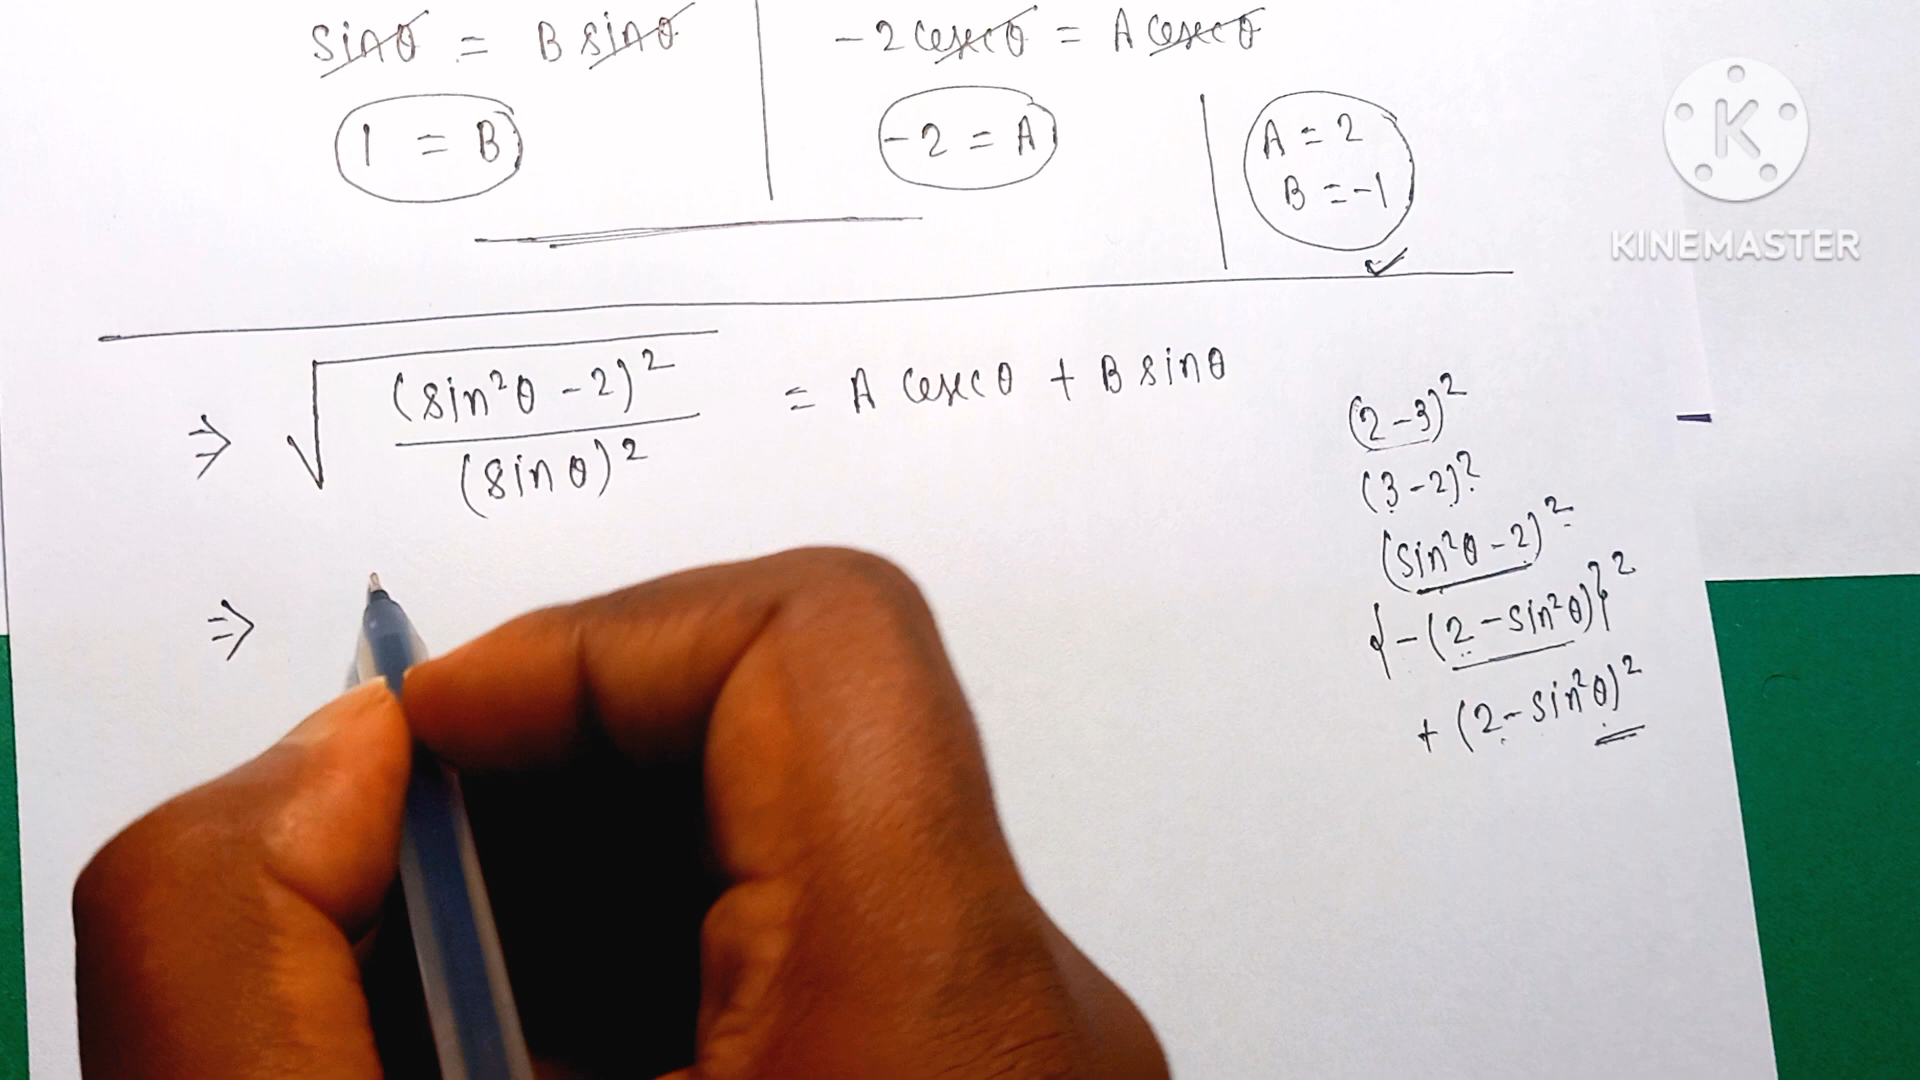 sinθ = B sinθ
1 = B
-2 cosecθ = A cosecθ
-2 = A
A = 2
B = -1
K
KINEMASTER
⇒ √((sin²θ - 2)² / (sinθ)²) = A cosecθ + B sinθ
⇒
(2-3)²
(3-2)²
(sin²θ - 2)²
{-(2 - sin²θ)}²
+ (2 - sin²θ)²